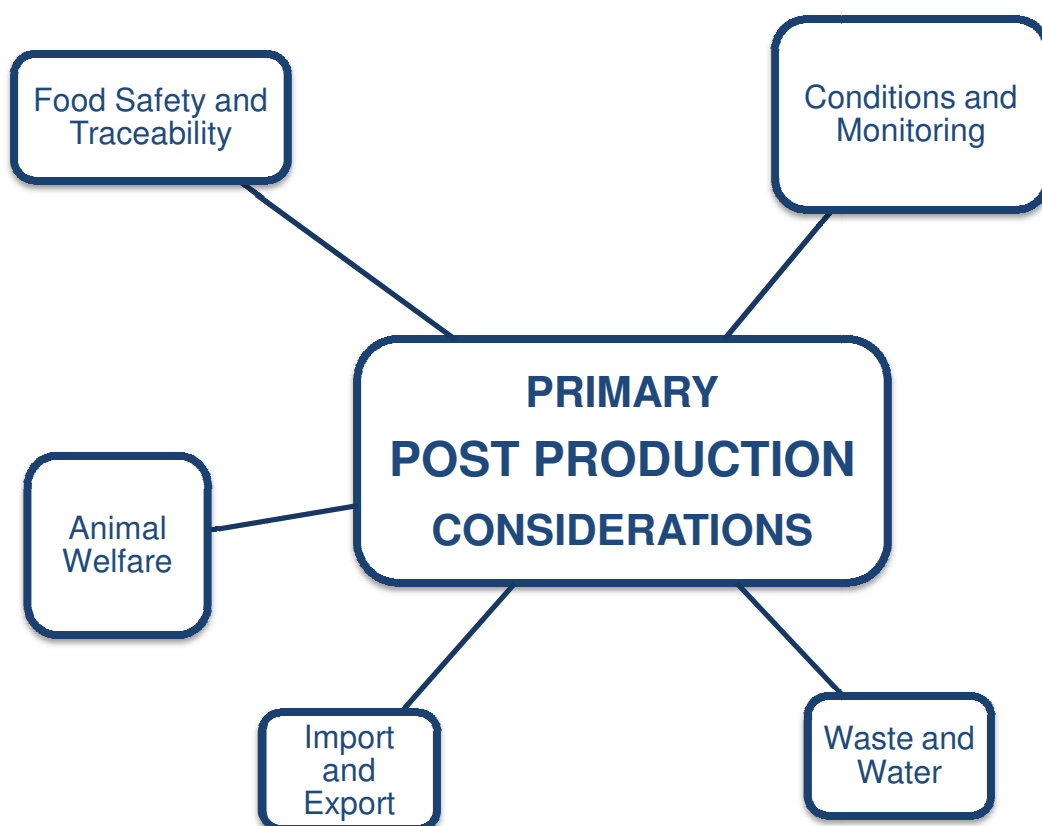 Food Safety and
Traceability
Conditions and
Monitoring
PRIMARY
POST PRODUCTION
CONSIDERATIONS
Animal
Welfare
Import
and
Export
Waste and
Water